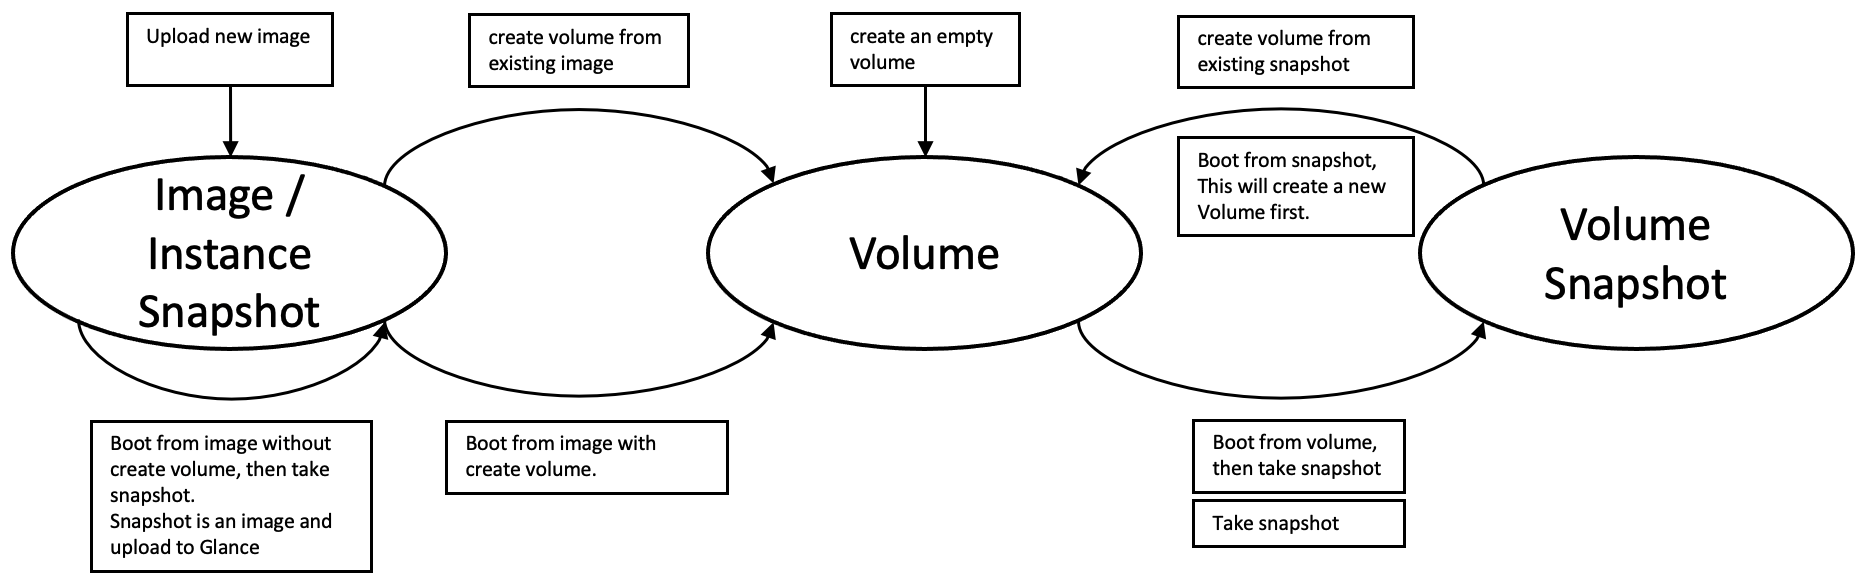 Upload new image
create volume from
existing image
create an empty
volume
create volume from
existing snapshot
Boot from snapshot,
This will create a new
Volume first.
Image /
Instance
Snapshot
Volume
Volume
Snapshot
Boot from image without
create volume, then take
snapshot.
Snapshot is an image and
upload to Glance
Boot from image with
create volume.
Boot from volume,
then take snapshot
Take snapshot